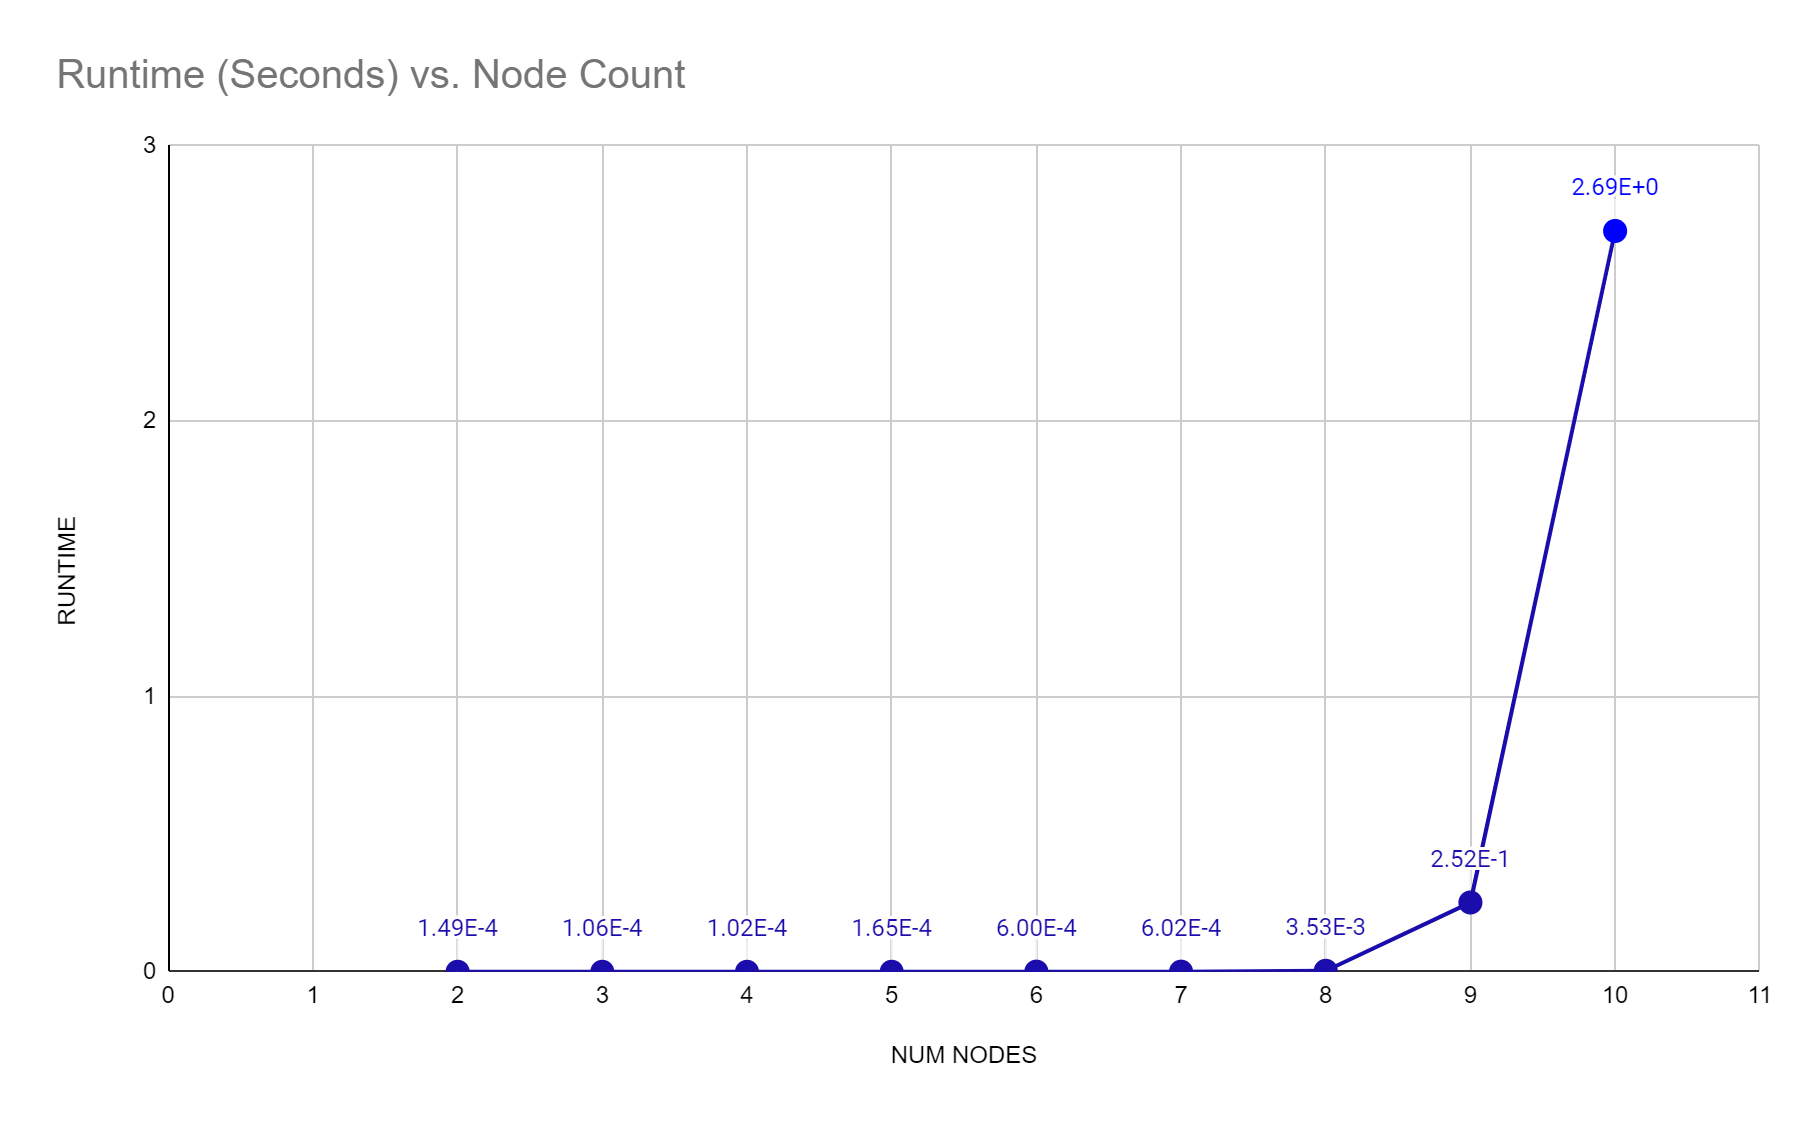 Runtime (Seconds) vs. Node Count
3
2.69E+0
2
RUNTIME
1
2.52E-1
1.49E-4 1.06E-4 1.02E-4 1.65E-4 6.00E-4 6.02E-4 3.53E-3
0
0 1 2 3 4 5 6 7 8 9 10 11
NUM NODES